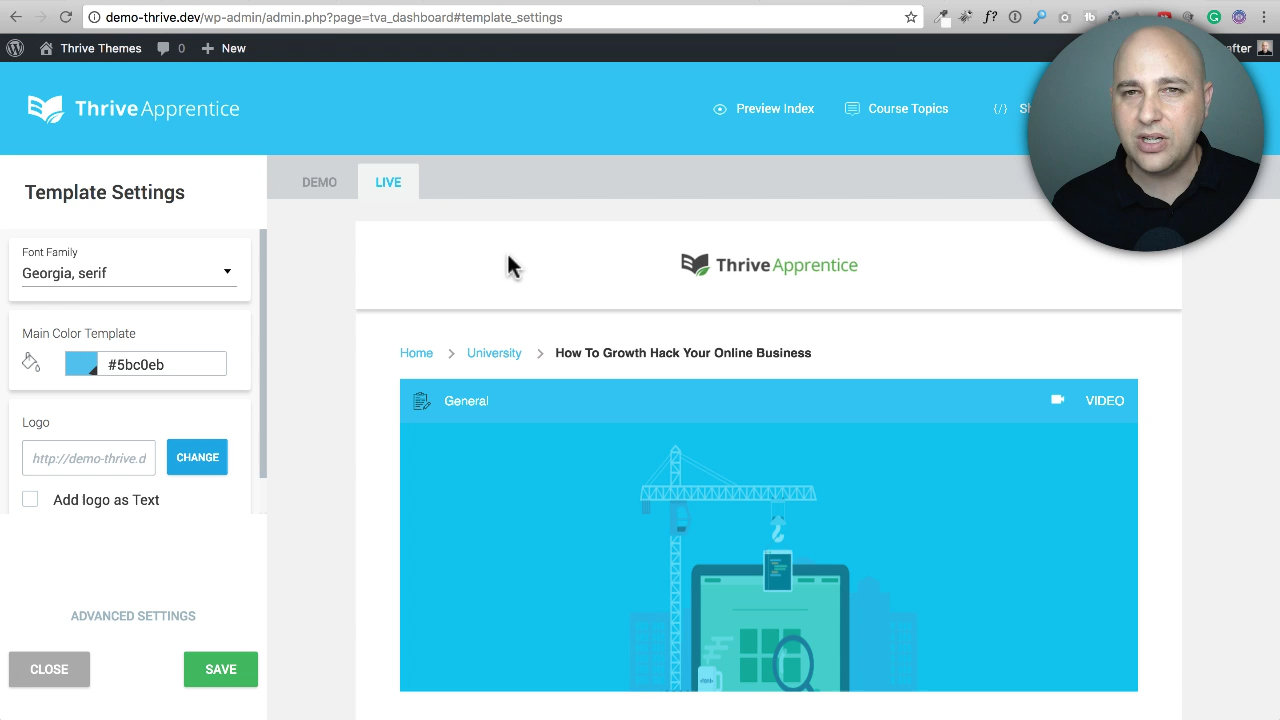 demo-thrive.dev/wp-admin/admin.php?page=tva_dashboard#template_settings
Thrive Themes 0 New
Thrive Apprentice
Preview Index
Course Topics
Template Settings
DEMO
LIVE
Font Family
Georgia, serif
Thrive Apprentice
Main Color Template
#5bc0eb
Home > University > How To Growth Hack Your Online Business
General
VIDEO
Logo
http://demo-thrive.d
CHANGE
Add logo as Text
ADVANCED SETTINGS
CLOSE
SAVE